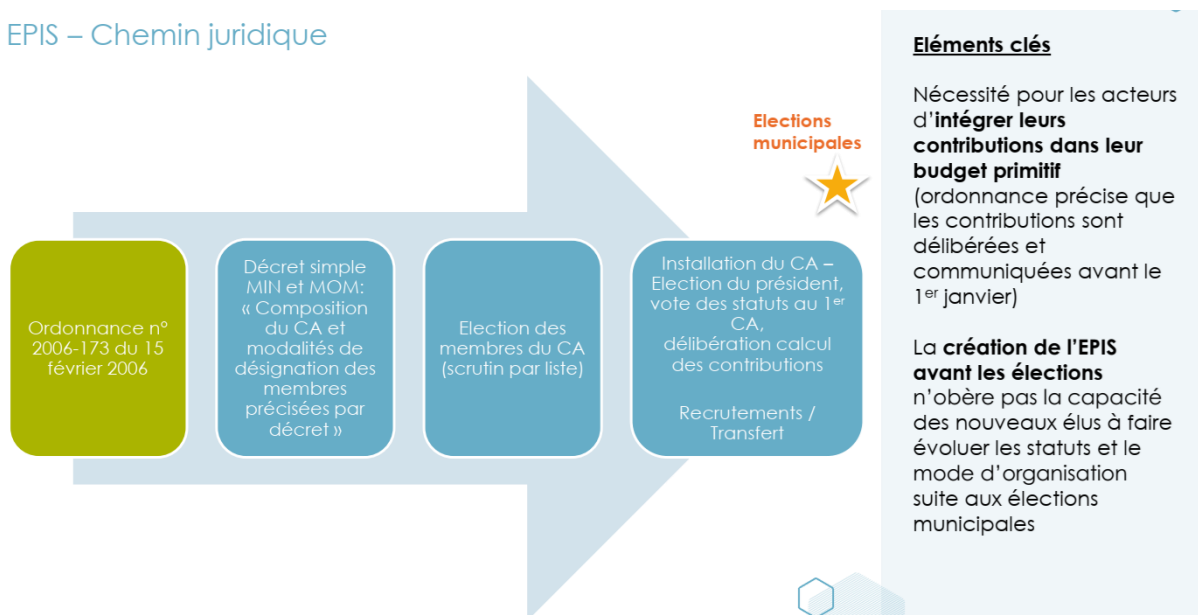 EPIS – Chemin juridique
Elections
municipales
Ordonnance n°
2006-173 du 15
février 2006
Décret simple
MIN et MOM:
« Composition
du CA et
modalités de
désignation des
membres
précisées par
décret »
Election des
membres du CA
(scrutin par liste)
Installation du CA –
Election du président,
vote des statuts au 1er
CA,
délibération calcul
des contributions
Recrutements /
Transfert
Eléments clés
Nécessité pour les acteurs
d’intégrer leurs
contributions dans leur
budget primitif
(ordonnance précise que
les contributions sont
délibérées et
communiquées avant le
1er janvier)
La création de l’EPIS
avant les élections
n’obère pas la capacité
des nouveaux élus à faire
évoluer les statuts et le
mode d’organisation
suite aux élections
municipales